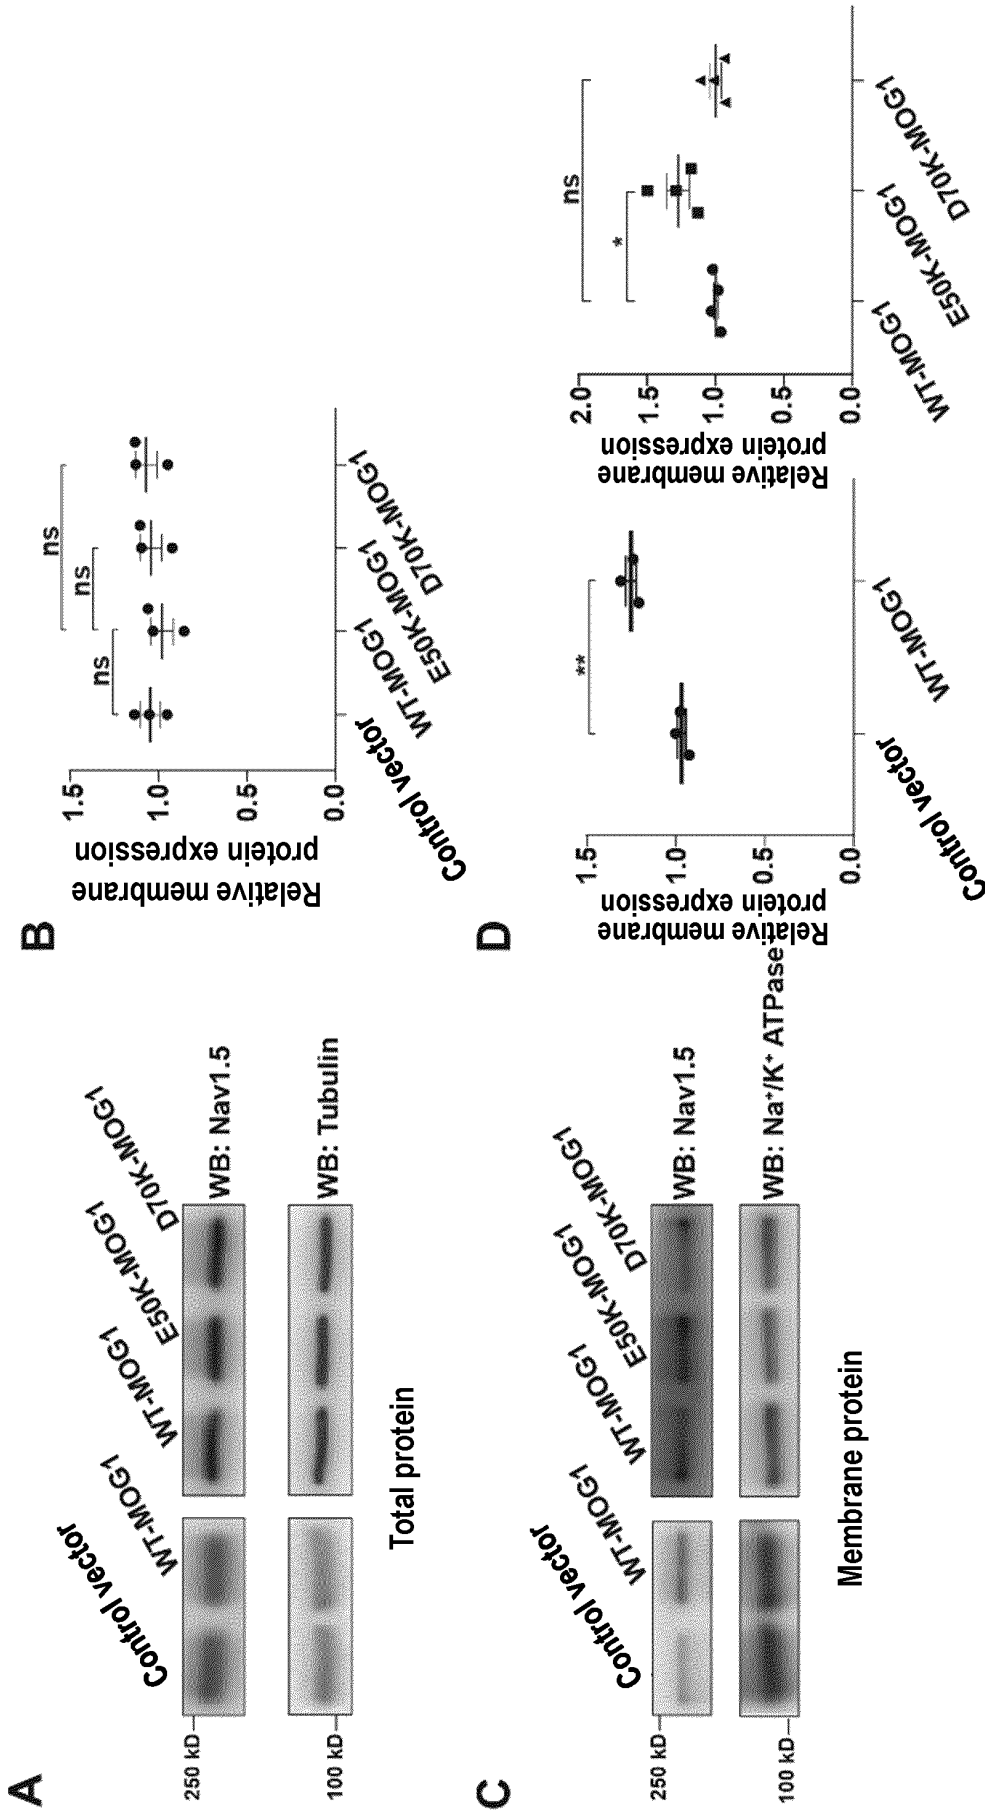 A
Control vector
WT-MOG1
WT-MOG1
E50K-MOG1
D70K-MOG1
250 kD
WB: Nav1.5
100 kD
WB: Tubulin
Total protein
B
Relative membrane
protein expression
1.5
1.0
0.5
0.0
ns
ns
ns
Control vector
WT-MOG1
E50K-MOG1
D70K-MOG1
C
Control vector
WT-MOG1
WT-MOG1
E50K-MOG1
D70K-MOG1
250 kD
WB: Nav1.5
100 kD
WB: Na⁺/K⁺ ATPase
Membrane protein
D
Relative membrane
protein expression
1.5
1.0
0.5
0.0
**
Control vector
WT-MOG1
Relative membrane
protein expression
2.0
1.5
1.0
0.5
0.0
ns
*
WT-MOG1
E50K-MOG1
D70K-MOG1